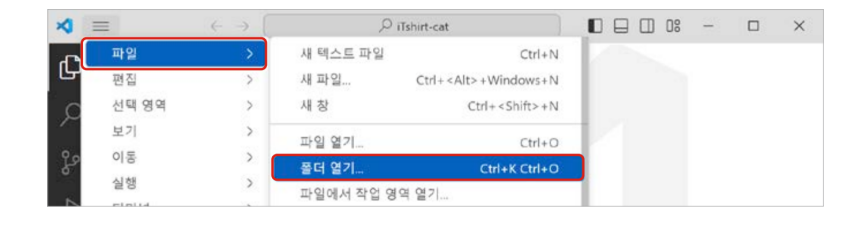 iTshirt-cat
파일
편집
선택 영역
보기
이동
실행
새 텍스트 파일 Ctrl+N
새 파일... Ctrl+<Alt>+Windows+N
새 창 Ctrl+<Shift>+N
파일 열기... Ctrl+O
폴더 열기... Ctrl+K Ctrl+O
파일에서 작업 영역 열기...